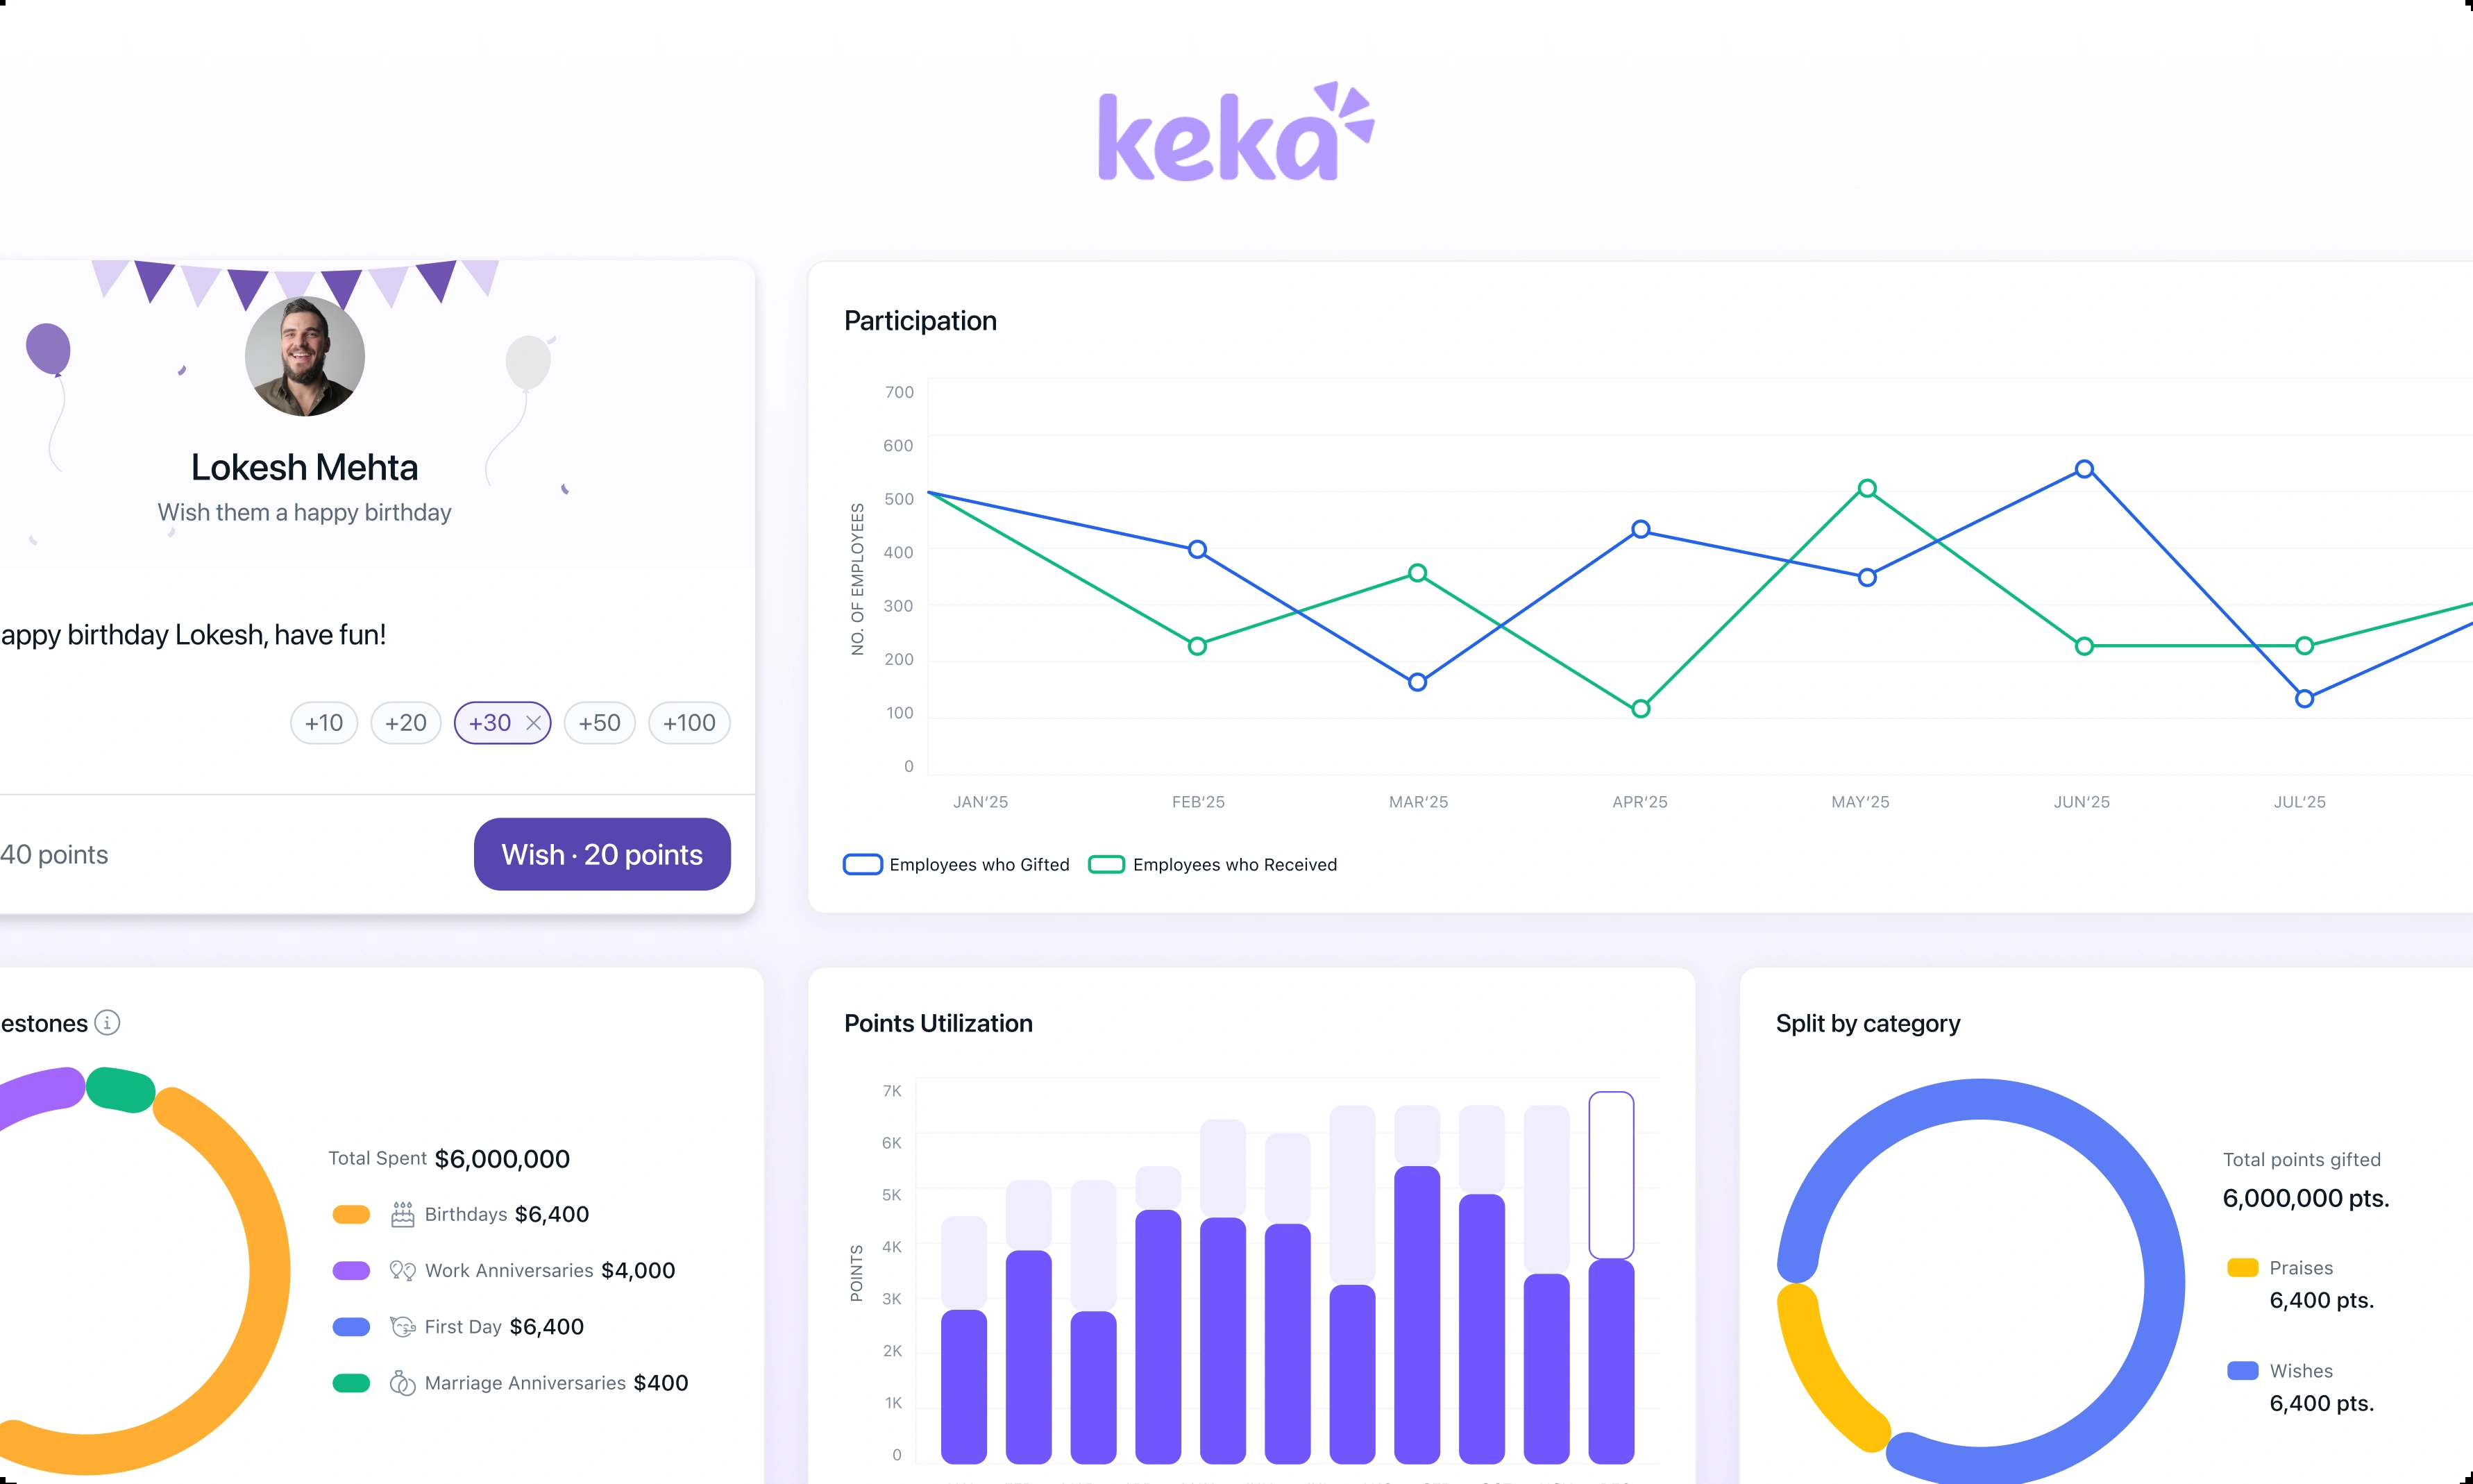 keka
Lokesh Mehta
Wish them a happy birthday
appy birthday Lokesh, have fun!
+10 +20 +30 +50 +100
40 points
Wish · 20 points
Participation
NO. OF EMPLOYEES
700
600
500
400
300
200
100
0
JAN'25 FEB'25 MAR'25 APR'25 MAY'25 JUN'25 JUL'25
Employees who Gifted Employees who Received
estones
Total Spent $6,000,000
Birthdays $6,400
Work Anniversaries $4,000
First Day $6,400
Marriage Anniversaries $400
Points Utilization
POINTS
7K
6K
5K
4K
3K
2K
1K
0
Split by category
Total points gifted
6,000,000 pts.
Praises
6,400 pts.
Wishes
6,400 pts.